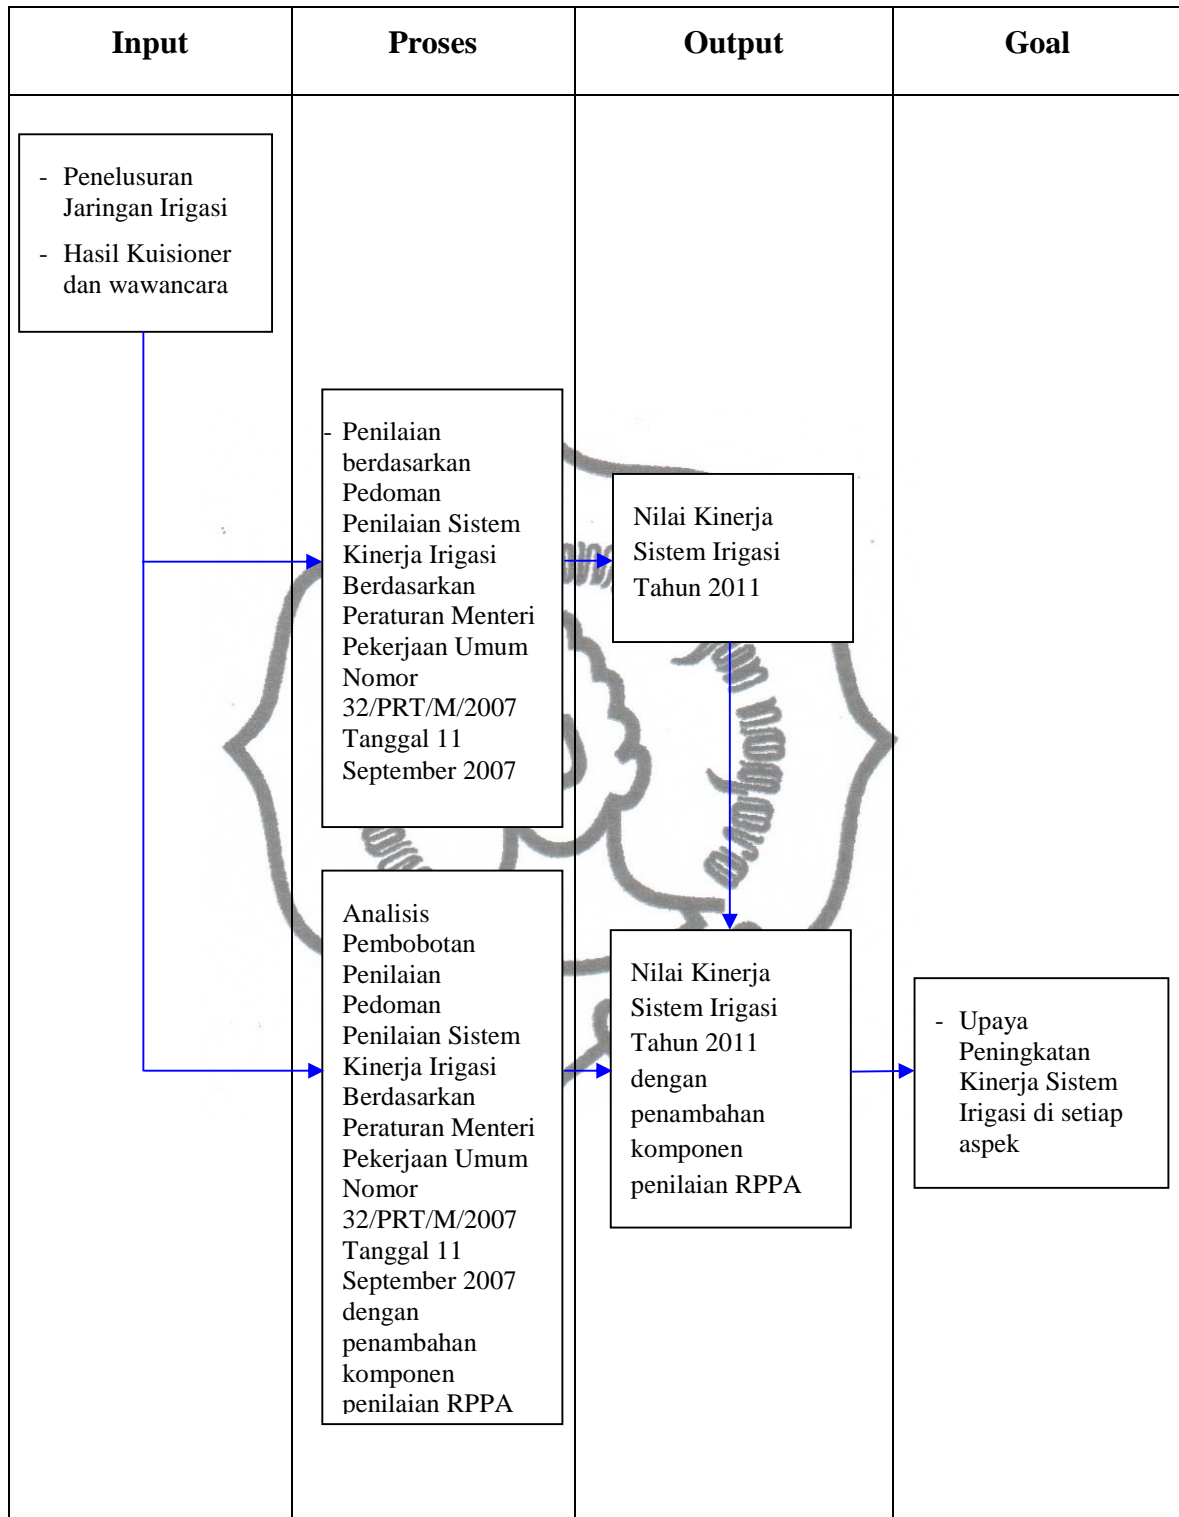 Input
Proses
Output
Goal
- Penelusuran
Jaringan Irigasi
- Hasil Kuisioner
dan wawancara
- Penilaian
berdasarkan
Pedoman
Penilaian Sistem
Kinerja Irigasi
Berdasarkan
Peraturan Menteri
Pekerjaan Umum
Nomor
32/PRT/M/2007
Tanggal 11
September 2007
Analisis
Pembobotan
Penilaian
Pedoman
Penilaian Sistem
Kinerja Irigasi
Berdasarkan
Peraturan Menteri
Pekerjaan Umum
Nomor
32/PRT/M/2007
Tanggal 11
September 2007
dengan
penambahan
komponen
penilaian RPPA
Nilai Kinerja
Sistem Irigasi
Tahun 2011
Nilai Kinerja
Sistem Irigasi
Tahun 2011
dengan
penambahan
komponen
penilaian RPPA
- Upaya
Peningkatan
Kinerja Sistem
Irigasi di setiap
aspek